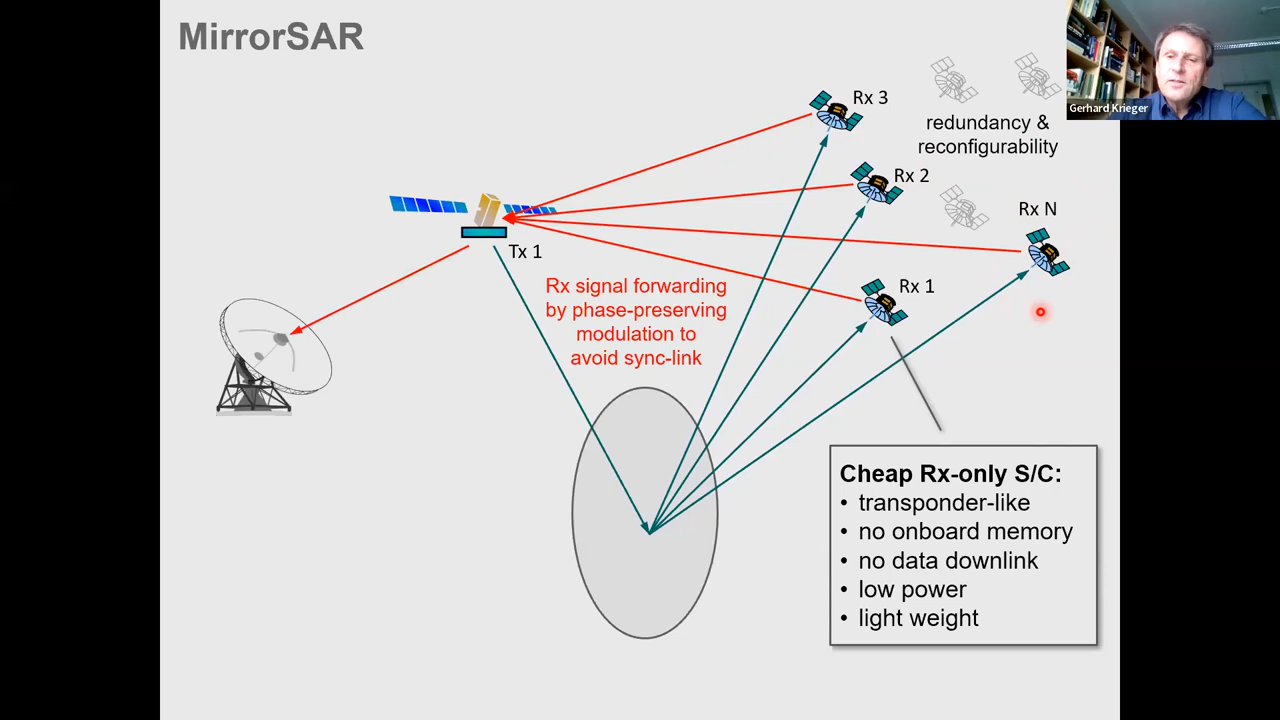 MirrorSAR
Gerhard Krieger
Rx 3
redundancy &
reconfigurability
Rx 2
Rx N
Tx 1
Rx 1
Rx signal forwarding
by phase-preserving
modulation to
avoid sync-link
Cheap Rx-only S/C:
• transponder-like
• no onboard memory
• no data downlink
• low power
• light weight